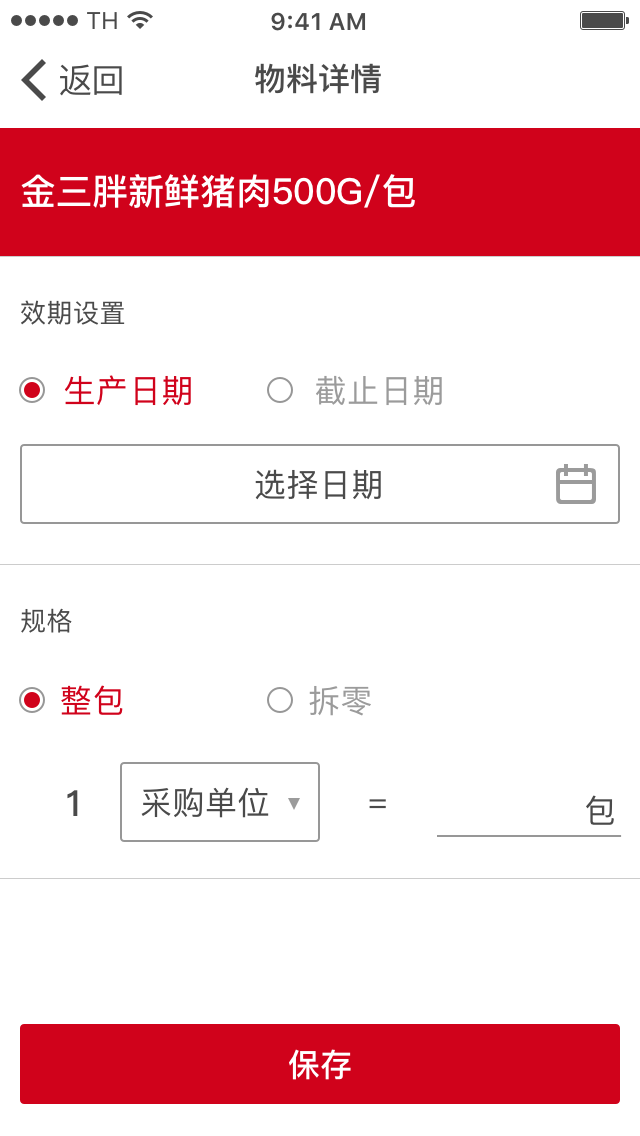 TH 9:41 AM
返回 物料详情
金三胖新鲜猪肉500G/包
效期设置
生产日期 截止日期
选择日期
规格
整包 拆零
1 采购单位 ▼ = 包
保存